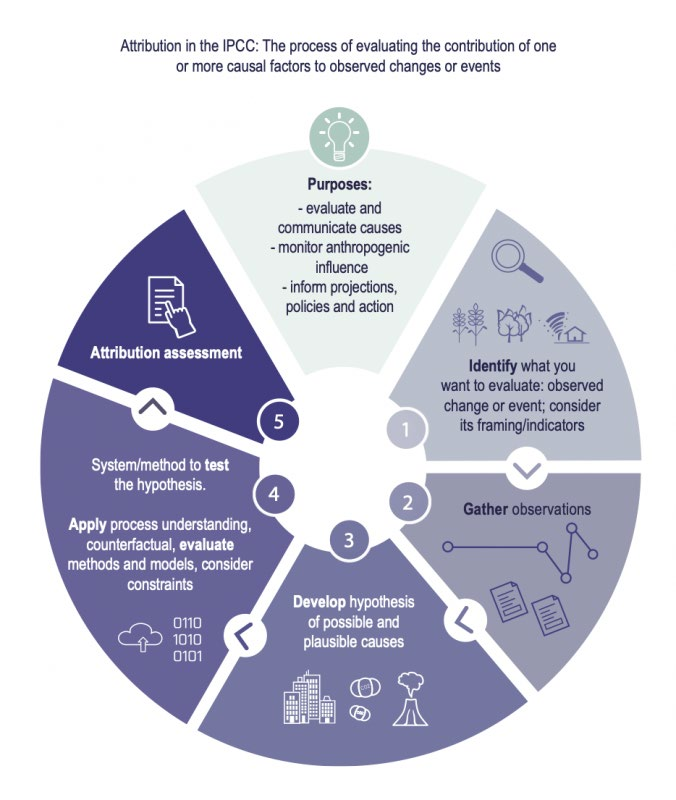 Attribution in the IPCC: The process of evaluating the contribution of one
or more causal factors to observed changes or events
Purposes:
- evaluate and
communicate causes
- monitor anthropogenic
influence
- inform projections,
policies and action
1
Identify what you
want to evaluate: observed
change or event; consider
its framing/indicators
2
Gather observations
3
Develop hypothesis
of possible and
plausible causes
4
System/method to test
the hypothesis.
Apply process understanding,
counterfactual, evaluate
methods and models, consider
constraints
0110
1010
0101
5
Attribution assessment